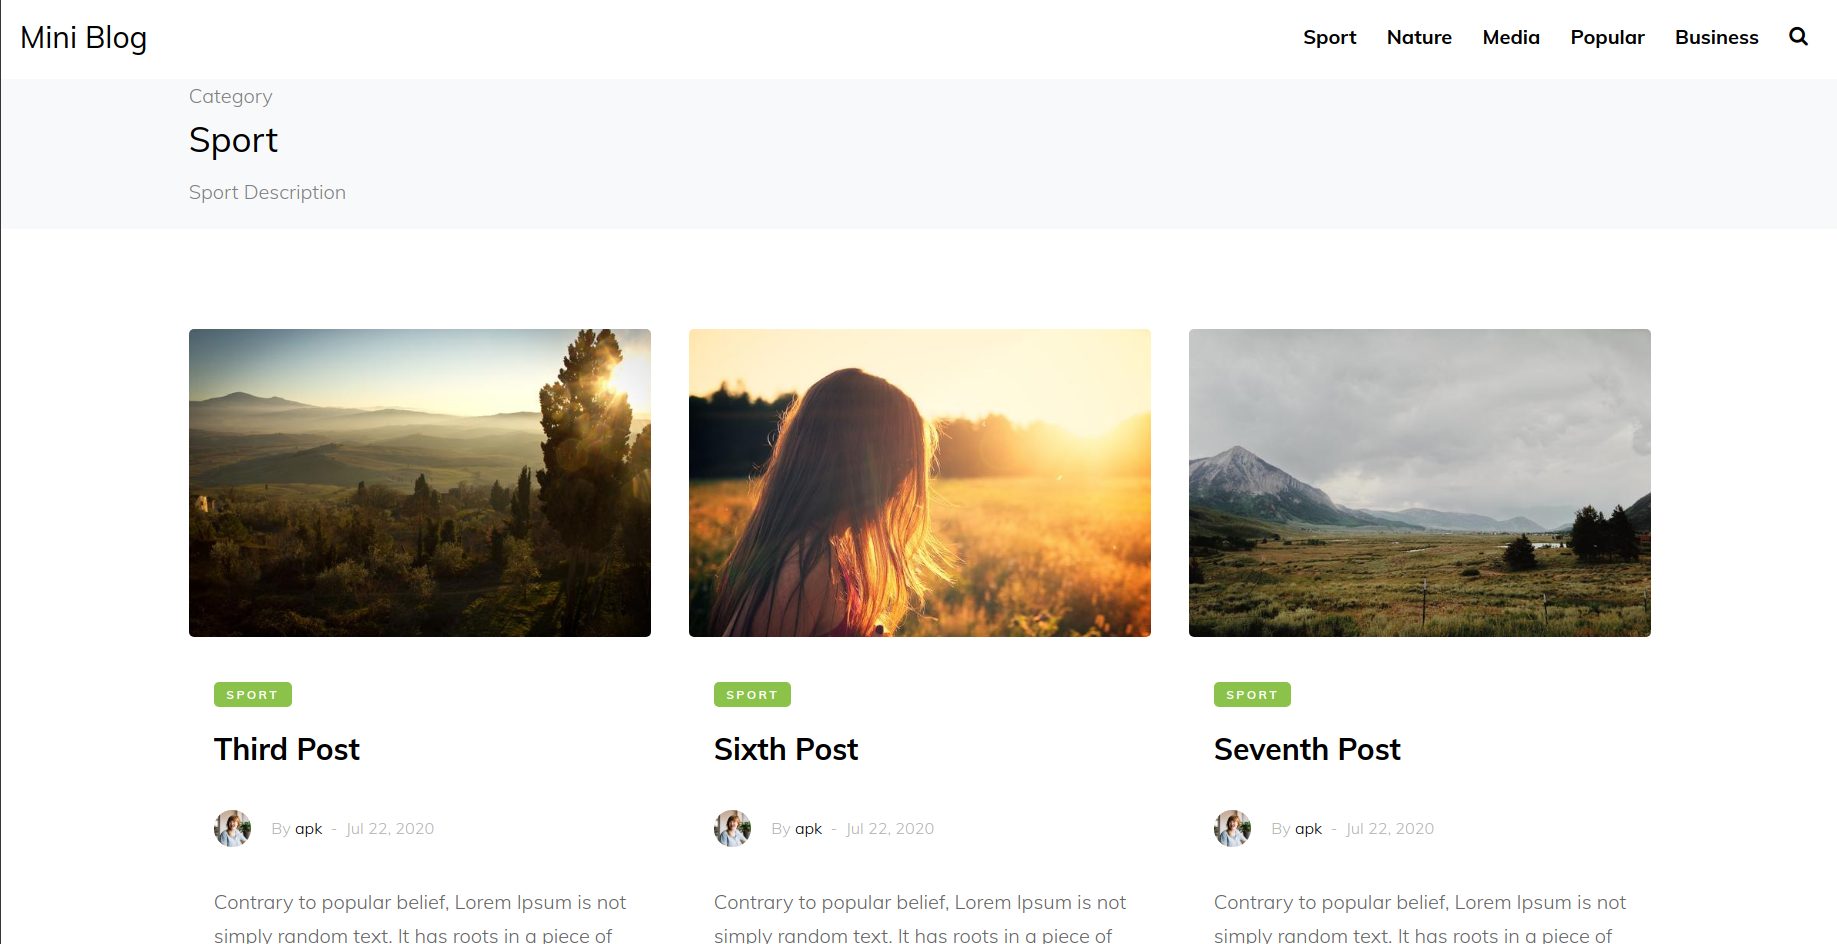 Mini Blog
Sport Nature Media Popular Business
Category
Sport
Sport Description
SPORT
Third Post
By apk - Jul 22, 2020
Contrary to popular belief, Lorem Ipsum is not
simply random text. It has roots in a piece of
SPORT
Sixth Post
By apk - Jul 22, 2020
Contrary to popular belief, Lorem Ipsum is not
simply random text. It has roots in a piece of
SPORT
Seventh Post
By apk - Jul 22, 2020
Contrary to popular belief, Lorem Ipsum is not
simply random text. It has roots in a piece of